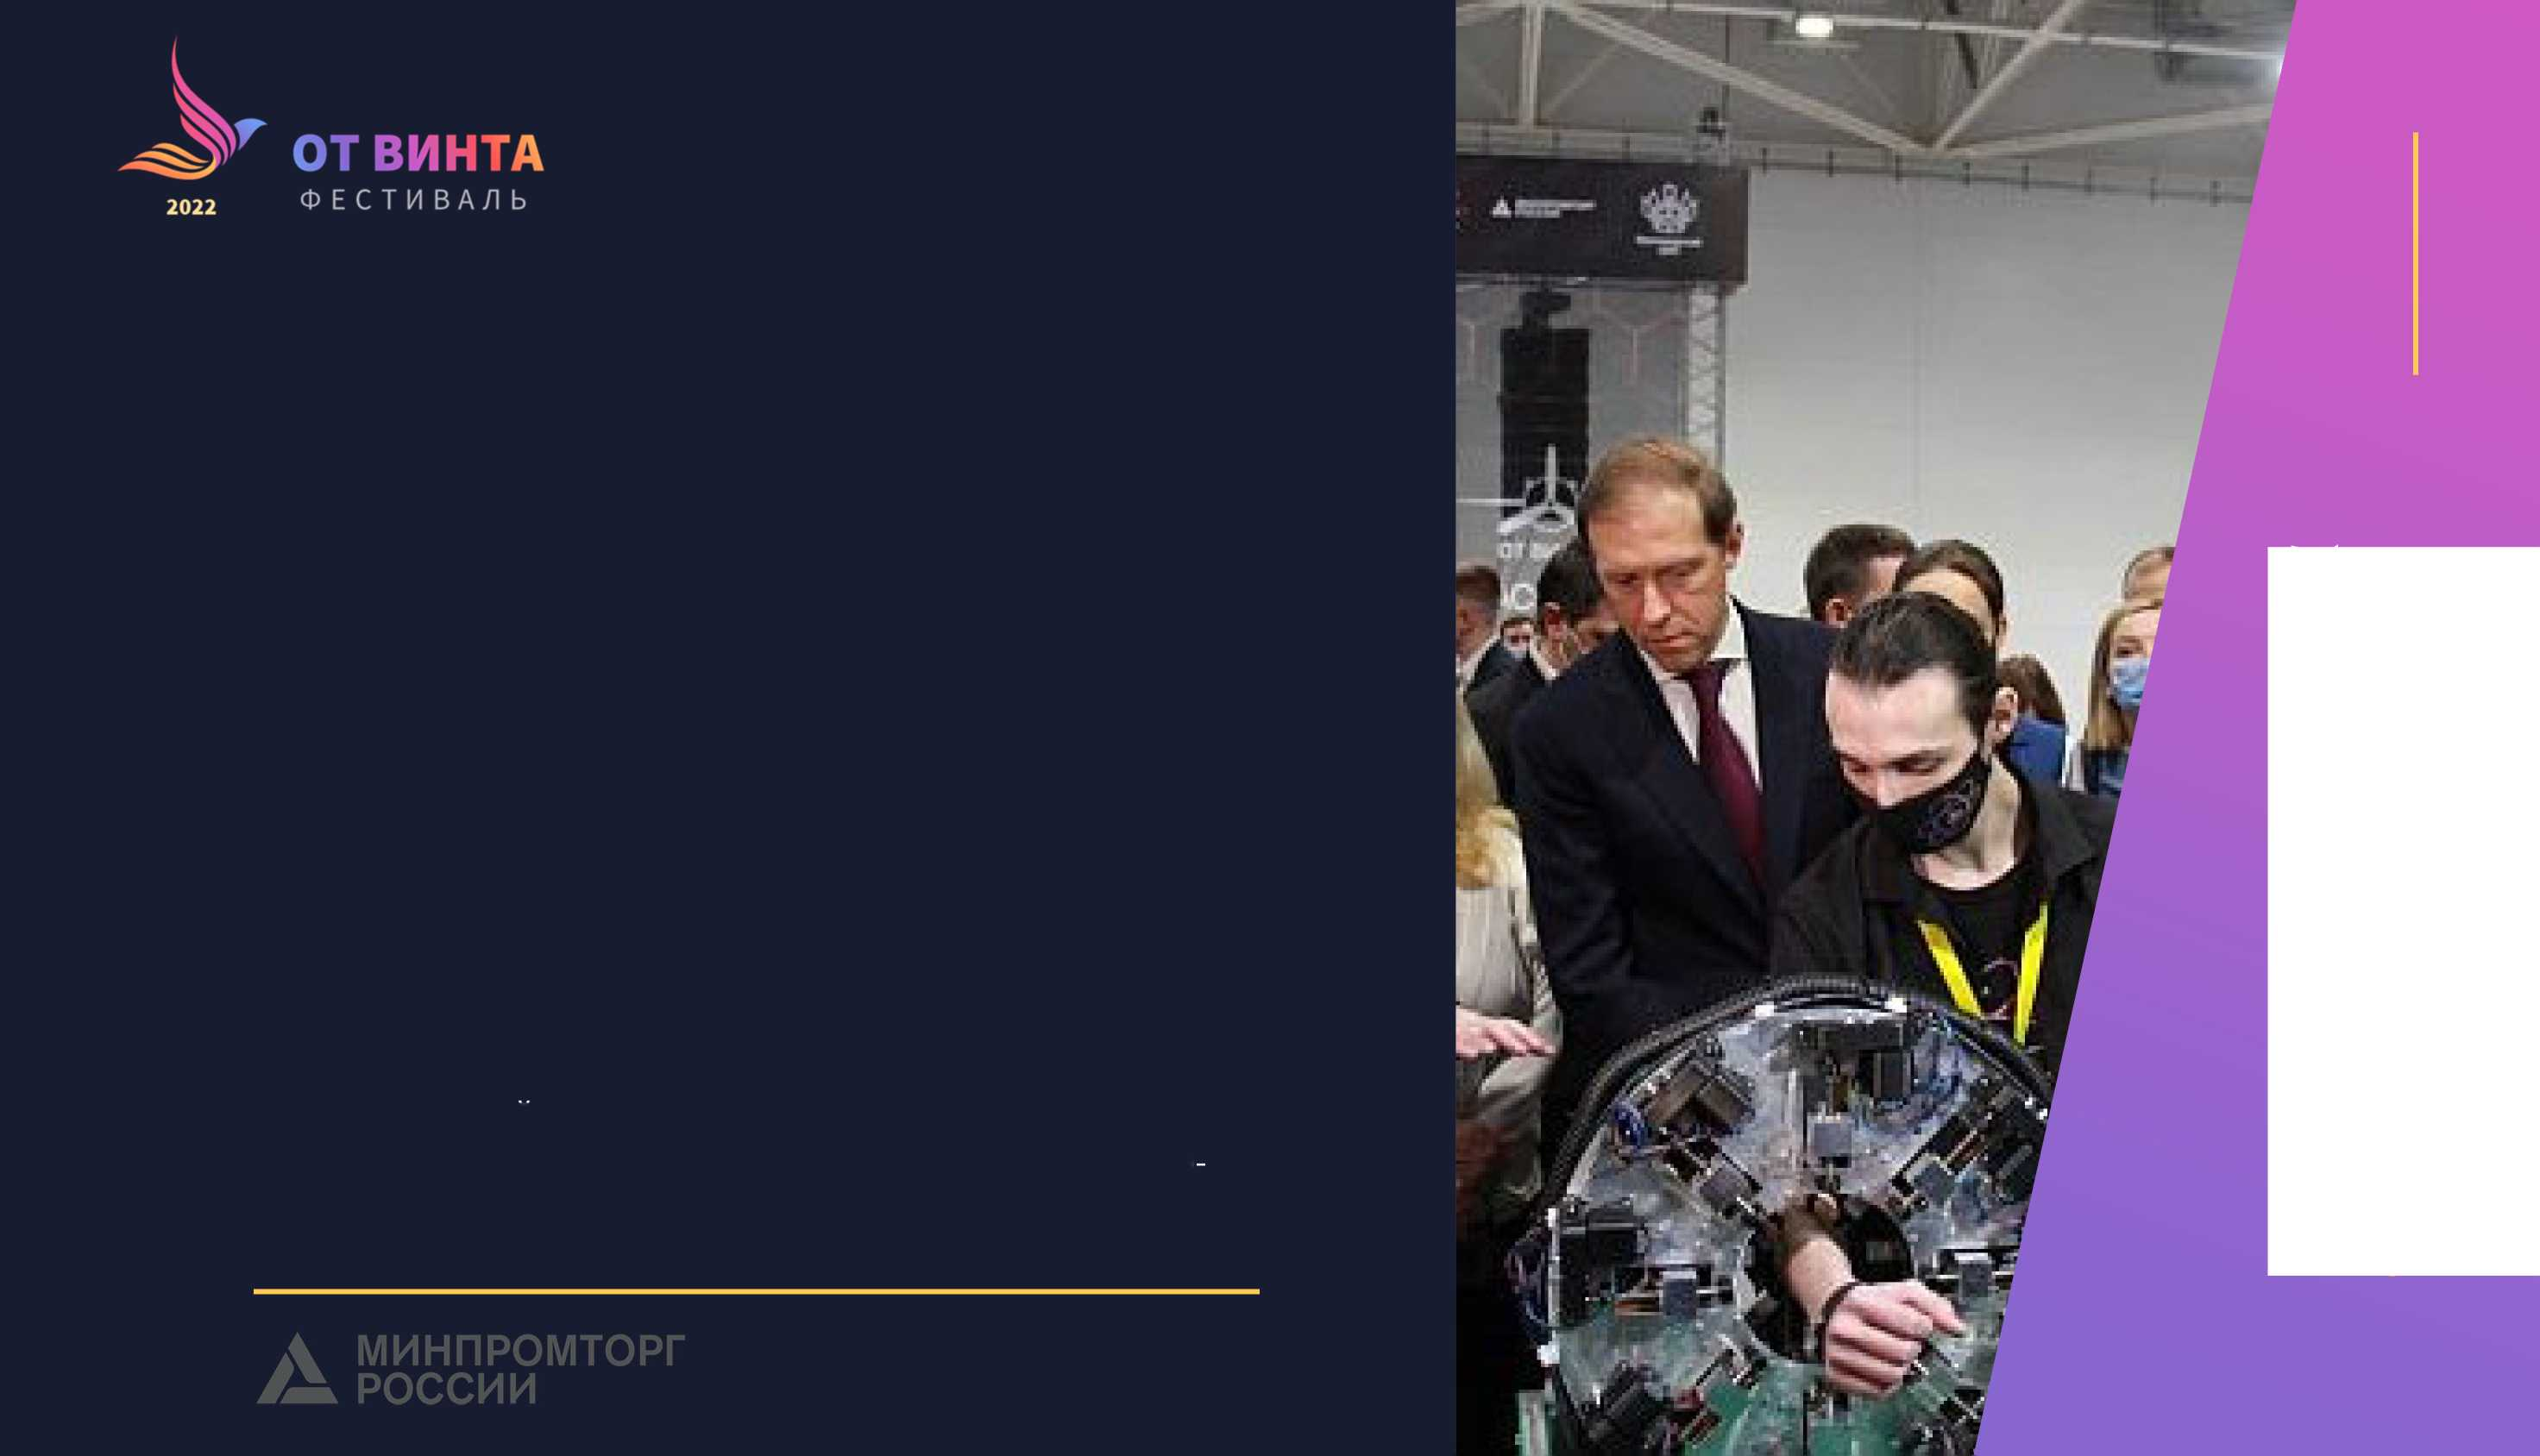 ОТ ВИНТА
ФЕСТИВАЛЬ
2022
МИНПРОМТОРГ
РОССИИ